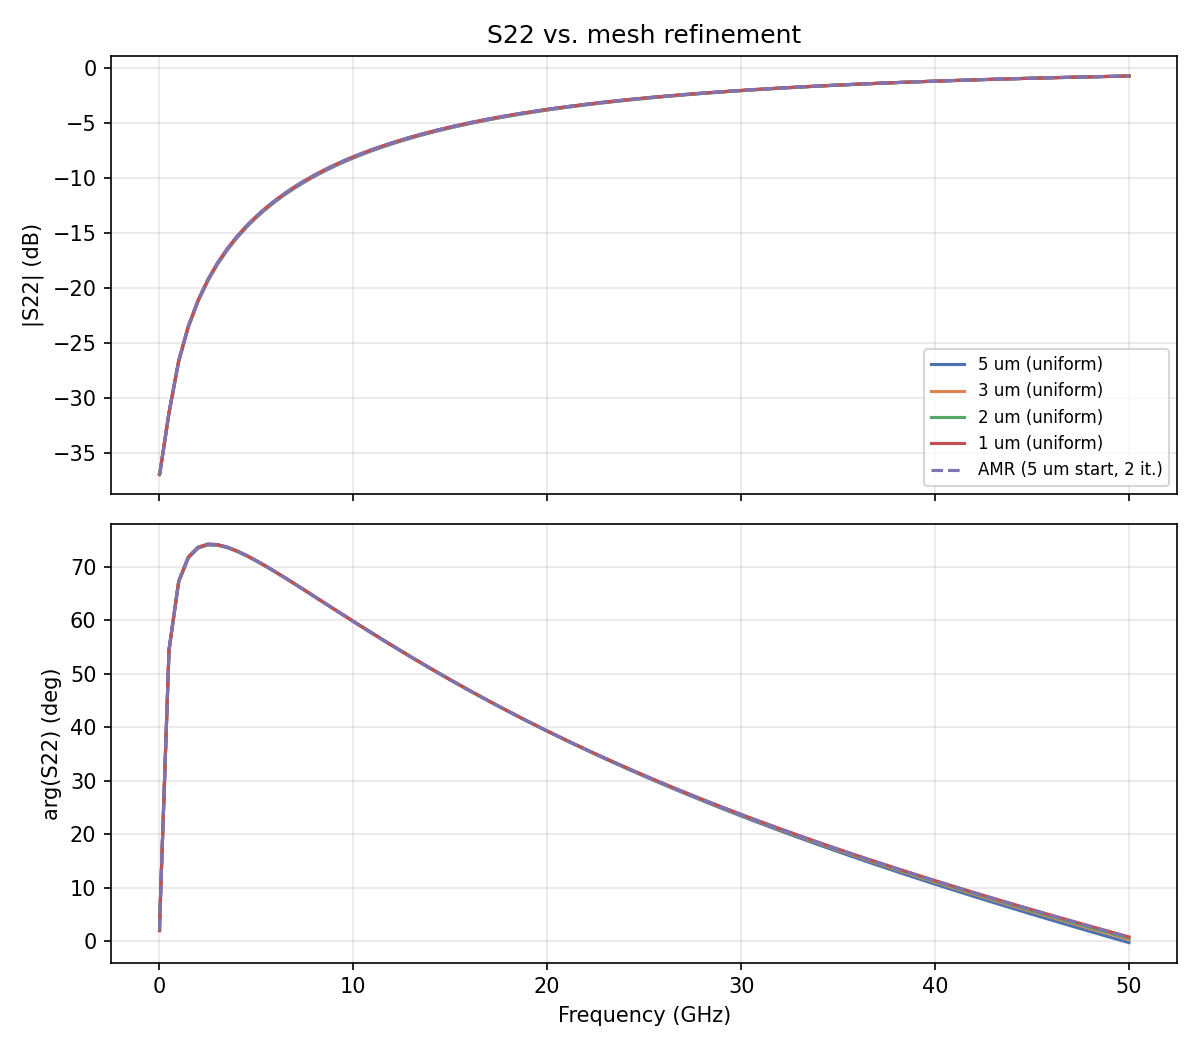 S22 vs. mesh refinement
0
−5
−10
−15
−20
−25
−30
−35
|S22| (dB)
5 um (uniform)
3 um (uniform)
2 um (uniform)
1 um (uniform)
AMR (5 um start, 2 it.)
70
60
50
40
30
20
10
0
arg(S22) (deg)
0 10 20 30 40 50
Frequency (GHz)